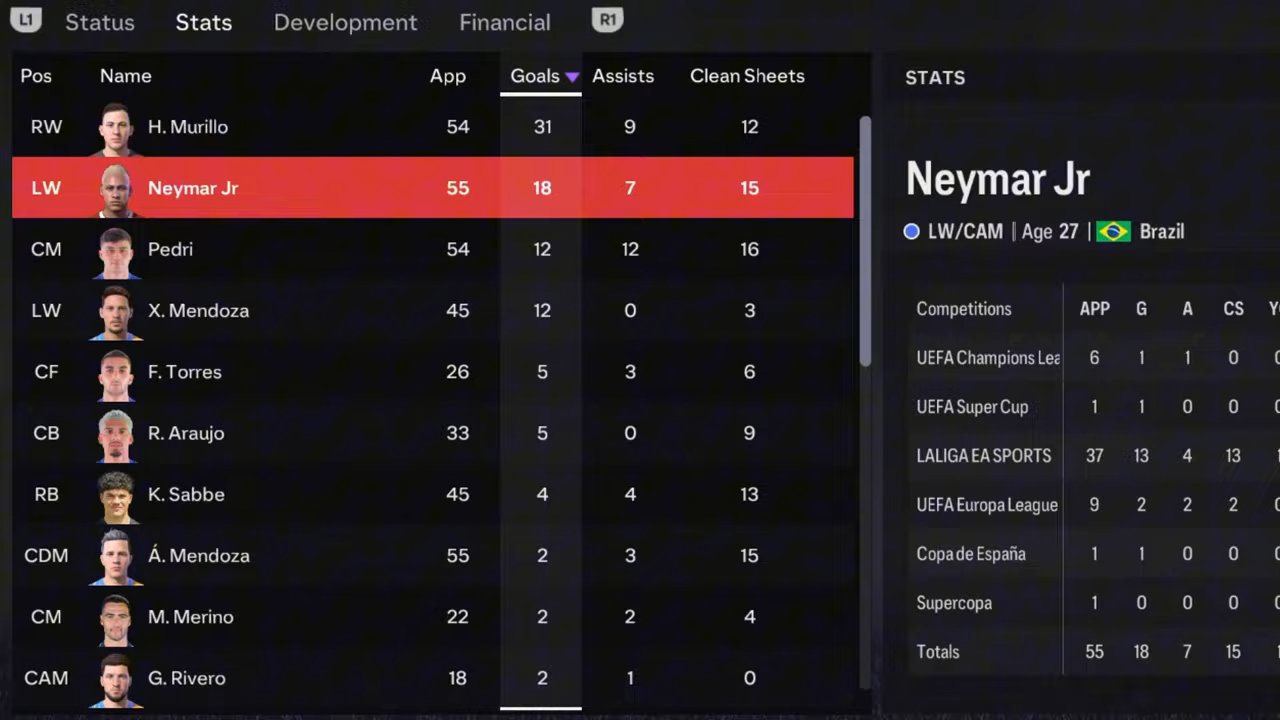 L1 Status Stats Development Financial R1
Pos Name App Goals Assists Clean Sheets
RW H. Murillo 54 31 9 12
LW Neymar Jr 55 18 7 15
CM Pedri 54 12 12 16
LW X. Mendoza 45 12 0 3
CF F. Torres 26 5 3 6
CB R. Araujo 33 5 0 9
RB K. Sabbe 45 4 4 13
CDM Á. Mendoza 55 2 3 15
CM M. Merino 22 2 2 4
CAM G. Rivero 18 2 1 0
STATS
Neymar Jr
LW/CAM | Age 27 | Brazil
Competitions APP G A CS
UEFA Champions Lea 6 1 1 0
UEFA Super Cup 1 1 0 0
LALIGA EA SPORTS 37 13 4 13
UEFA Europa League 9 2 2 2
Copa de España 1 1 0 0
Supercopa 1 0 0 0
Totals 55 18 7 15